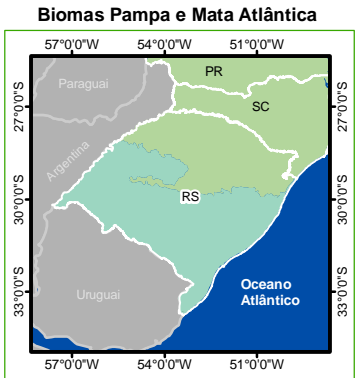 Biomas Pampa e Mata Atlântica
57°0'0"W 54°0'0"W 51°0'0"W
PR
Paraguai
27°0'0"S 27°0'0"S
SC
Argentina
30°0'0"S 30°0'0"S
RS
Oceano
Atlântico
Uruguai
33°0'0"S 33°0'0"S
57°0'0"W 54°0'0"W 51°0'0"W